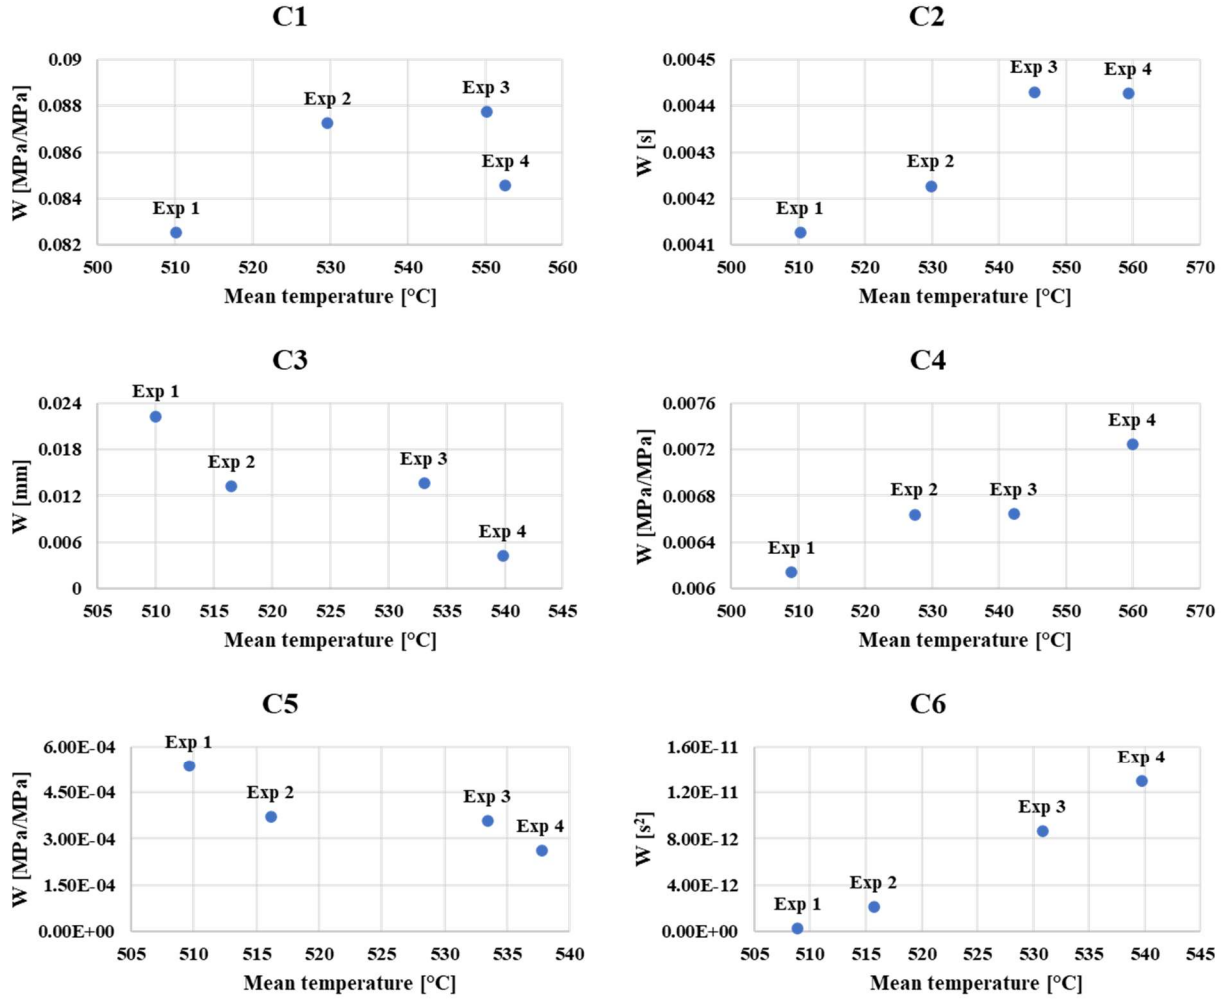 C1
0.09
0.088
0.086
0.084
0.082
W [MPa/MPa]
Exp 1
Exp 2
Exp 3
Exp 4
500 510 520 530 540 550 560
Mean temperature [°C]
C2
0.0045
0.0044
0.0043
0.0042
0.0041
W [s]
Exp 1
Exp 2
Exp 3
Exp 4
500 510 520 530 540 550 560 570
Mean temperature [°C]
C3
0.024
0.018
0.012
0.006
0
W [mm]
Exp 1
Exp 2
Exp 3
Exp 4
505 510 515 520 525 530 535 540 545
Mean temperature [°C]
C4
0.0076
0.0072
0.0068
0.0064
0.006
W [MPa/MPa]
Exp 1
Exp 2
Exp 3
Exp 4
500 510 520 530 540 550 560 570
Mean temperature [°C]
C5
6.00E-04
4.50E-04
3.00E-04
1.50E-04
0.00E+00
W [MPa/MPa]
Exp 1
Exp 2
Exp 3
Exp 4
505 510 515 520 525 530 535 540
Mean temperature [°C]
C6
1.60E-11
1.20E-11
8.00E-12
4.00E-12
0.00E+00
W [s²]
Exp 1
Exp 2
Exp 3
Exp 4
505 510 515 520 525 530 535 540 545
Mean temperature [°C]